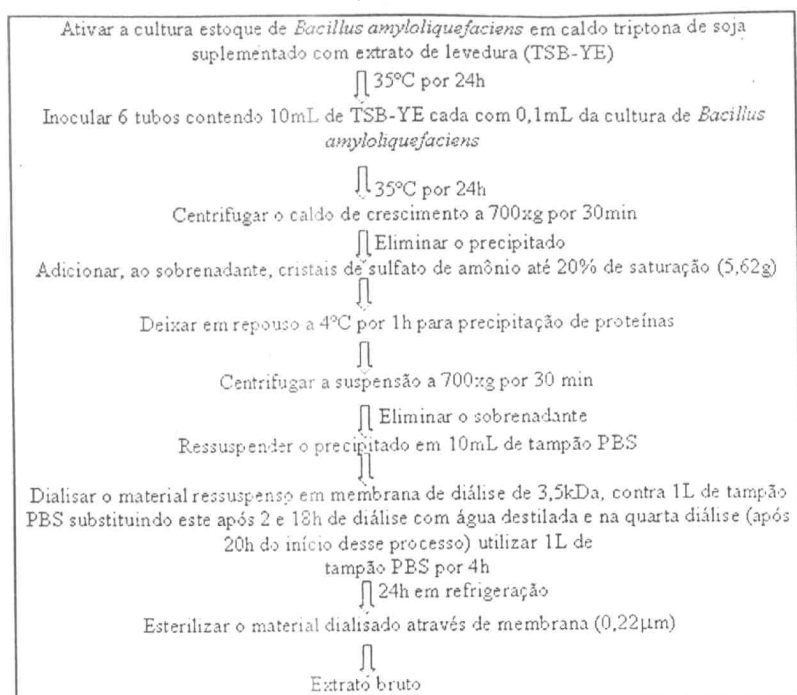 Ativar a cultura estoque de Bacillus amyloliquefaciens em caldo triptona de soja
suplementado com extrato de levedura (TSB-YE)
35°C por 24h
Inocular 6 tubos contendo 10mL de TSB-YE cada com 0,1mL da cultura de Bacillus
amyloliquefaciens
35°C por 24h
Centrifugar o caldo de crescimento a 700xg por 30min
Eliminar o precipitado
Adicionar, ao sobrenadante, cristais de sulfato de amônio até 20% de saturação (5,62g)
Deixar em repouso a 4°C por 1h para precipitação de proteínas
Centrifugar a suspensão a 700xg por 30 min
Eliminar o sobrenadante
Ressuspender o precipitado em 10mL de tampão PBS
Dialisar o material ressuspenso em membrana de diálise de 3,5kDa, contra 1L de tampão
PBS substituindo este após 2 e 18h de diálise com água destilada e na quarta diálise (após
20h do início desse processo) utilizar 1L de
tampão PBS por 4h
24h em refrigeração
Esterilizar o material dialisado através de membrana (0,22µm)
Extrato bruto